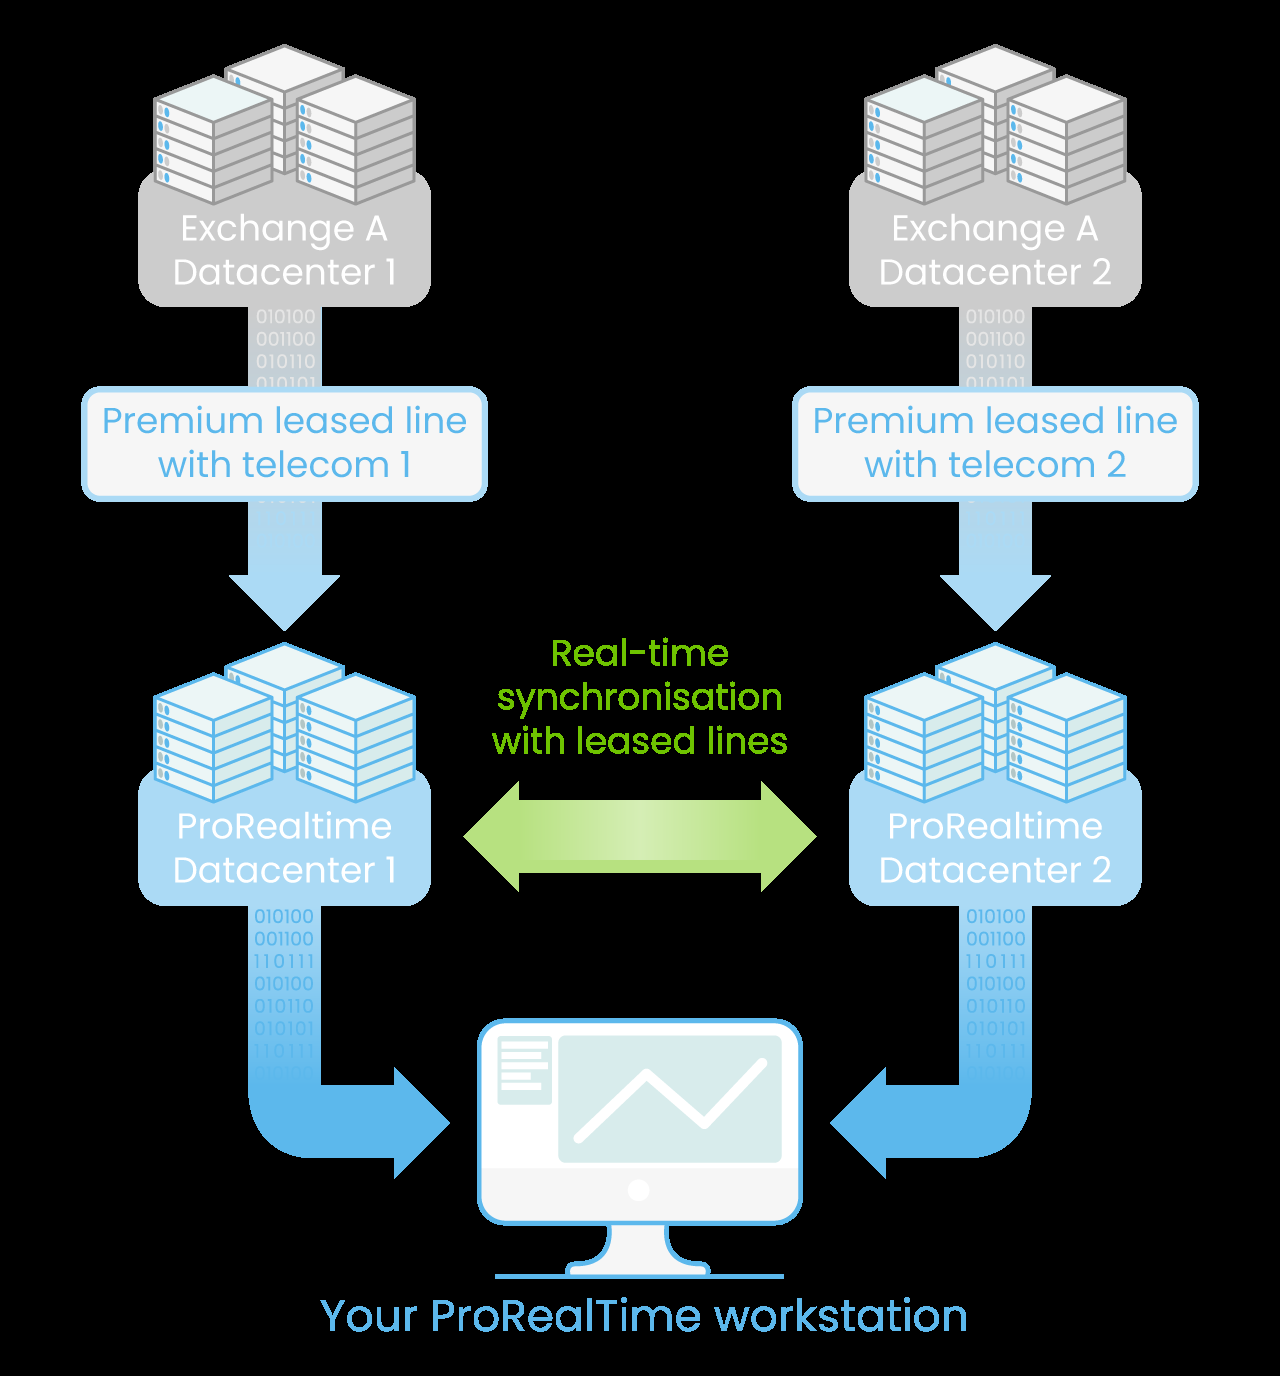 Exchange A
Datacenter 1
Exchange A
Datacenter 2
010100
001100
010110
010101
010100
001100
010110
010101
Premium leased line
with telecom 1
Premium leased line
with telecom 2
Real-time
synchronisation
with leased lines
ProRealtime
Datacenter 1
ProRealtime
Datacenter 2
010100
001100
110111
010100
010110
010101
110111
010100
010100
001100
110111
010100
010110
010101
110111
010100
Your ProRealTime workstation